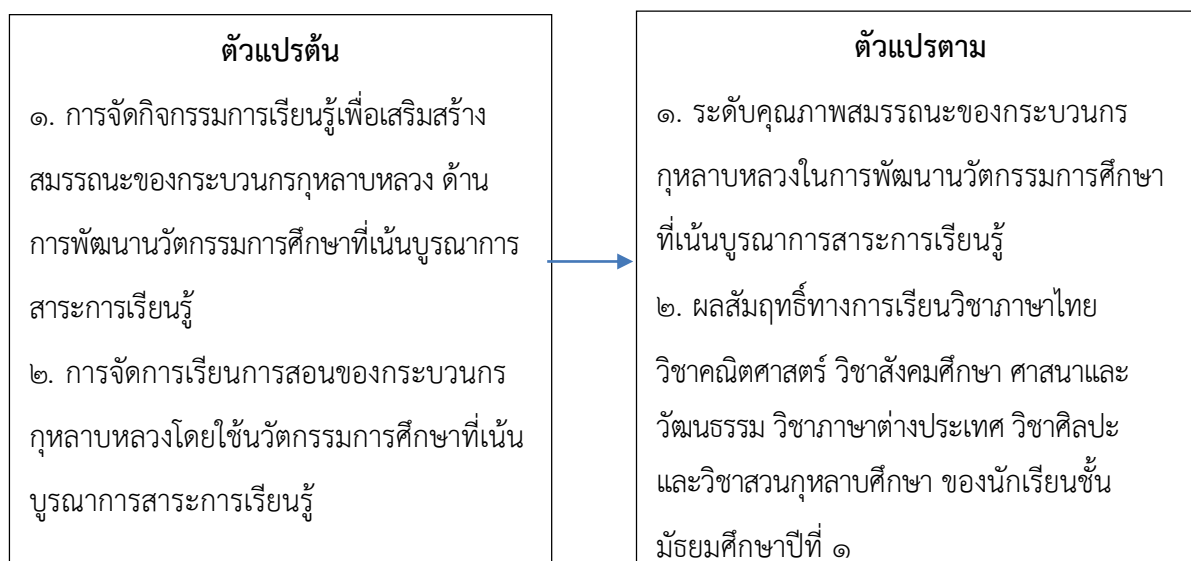 ตัวแปรต้น
๑. การจัดกิจกรรมการเรียนรู้เพื่อเสริมสร้าง
สมรรถนะของกระบวนกรกุหลาบหลวง ด้าน
การพัฒนานวัตกรรมการศึกษาที่เน้นบูรณาการ
สาระการเรียนรู้
๒. การจัดการเรียนการสอนของกระบวนกร
กุหลาบหลวงโดยใช้นวัตกรรมการศึกษาที่เน้น
บูรณาการสาระการเรียนรู้
ตัวแปรตาม
๑. ระดับคุณภาพสมรรถนะของกระบวนกร
กุหลาบหลวงในการพัฒนานวัตกรรมการศึกษา
ที่เน้นบูรณาการสาระการเรียนรู้
๒. ผลสัมฤทธิ์ทางการเรียนวิชาภาษาไทย
วิชาคณิตศาสตร์ วิชาสังคมศึกษา ศาสนาและ
วัฒนธรรม วิชาภาษาต่างประเทศ วิชาศิลปะ
และวิชาสวนกุหลาบศึกษา ของนักเรียนชั้น
มัธยมศึกษาปีที่ ๑